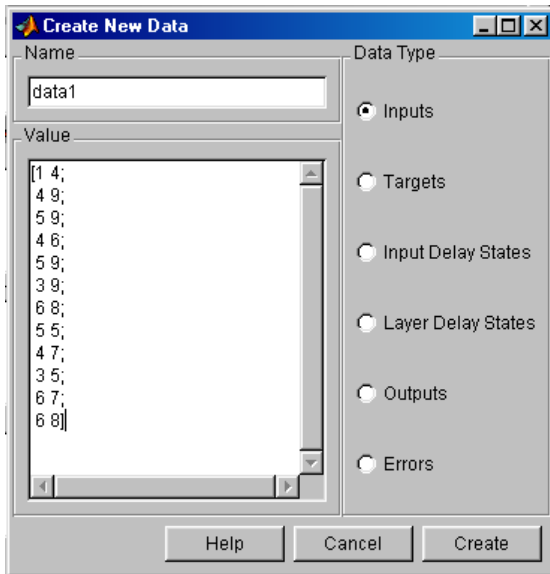 Create New Data
Name
data1
Value
[1 4;
4 9;
5 9;
4 6;
5 9;
3 9;
6 8;
5 5;
4 7;
3 5;
6 7;
6 8]
Data Type
Inputs
Targets
Input Delay States
Layer Delay States
Outputs
Errors
Help
Cancel
Create